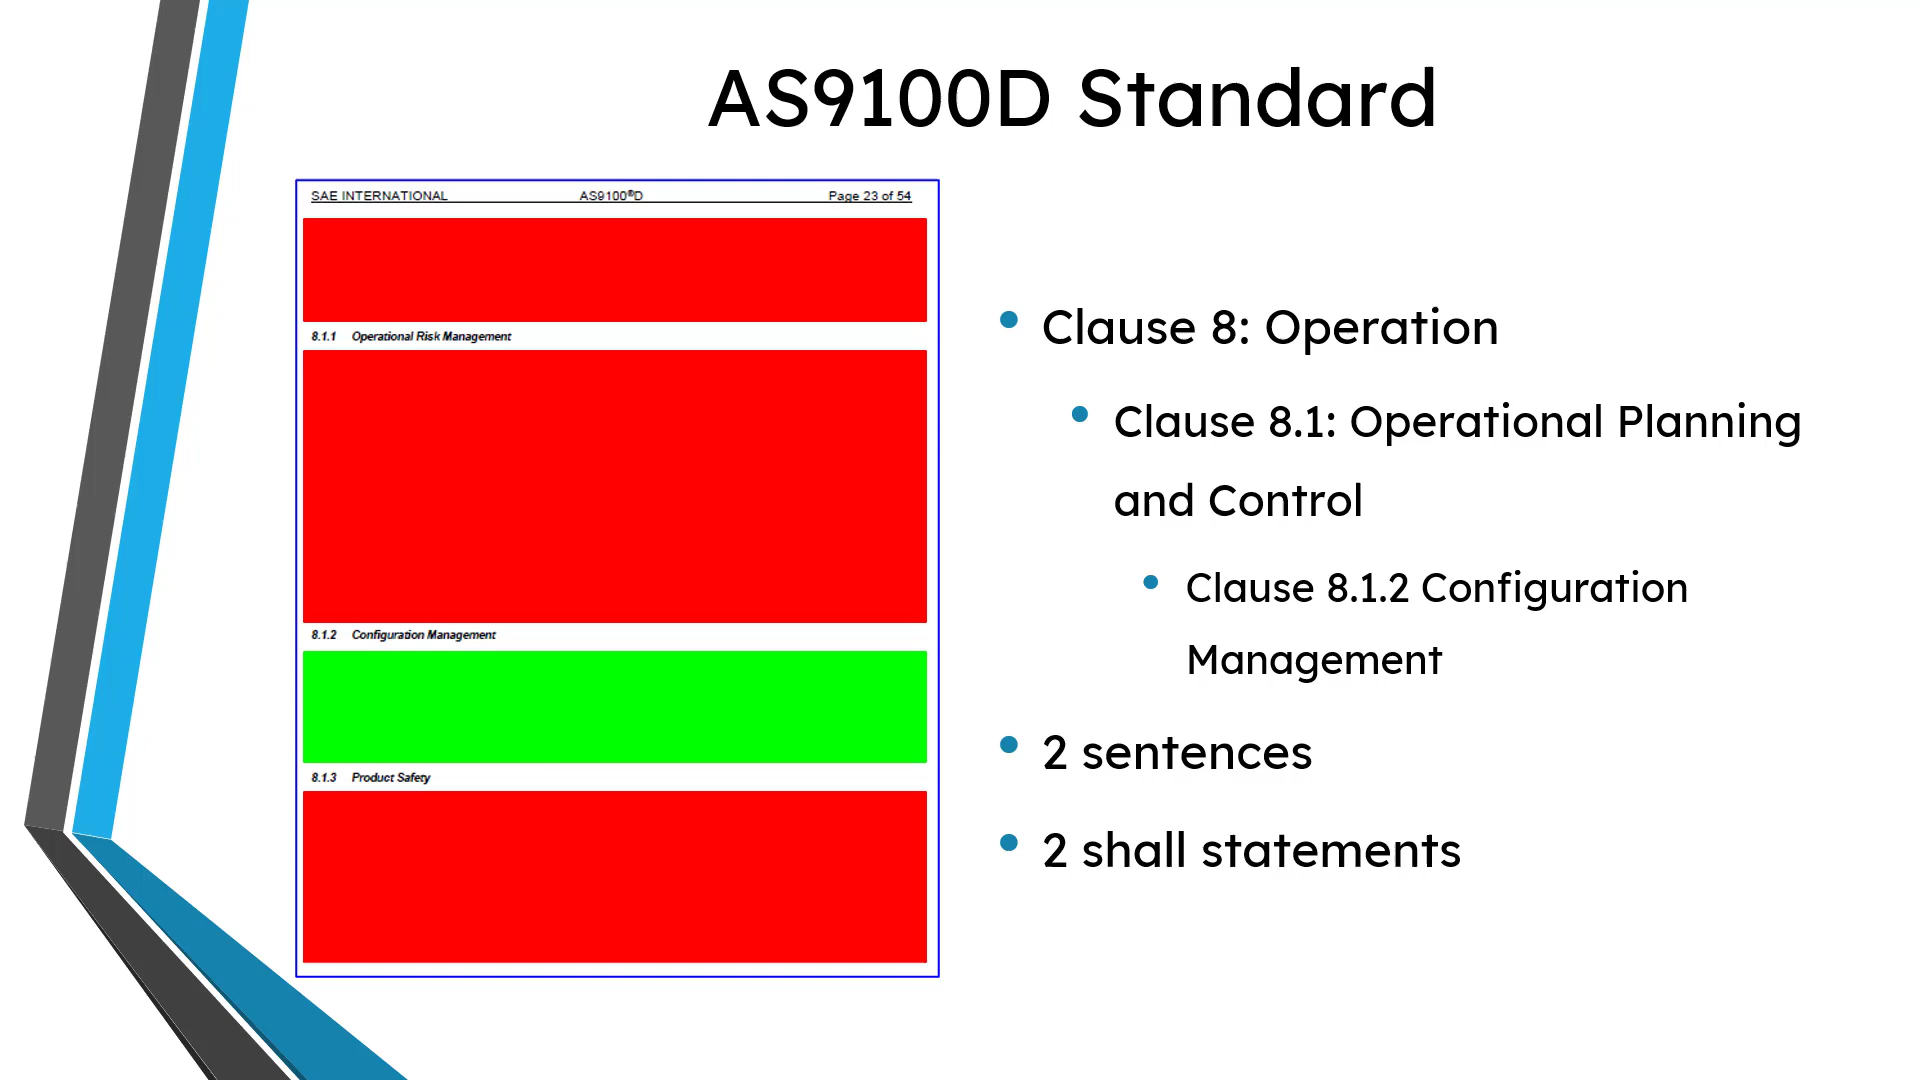 AS9100D Standard
SAE INTERNATIONAL AS9100®D Page 23 of 54
8.1.1 Operational Risk Management
8.1.2 Configuration Management
8.1.3 Product Safety
• Clause 8: Operation
• Clause 8.1: Operational Planning
and Control
• Clause 8.1.2 Configuration
Management
• 2 sentences
• 2 shall statements